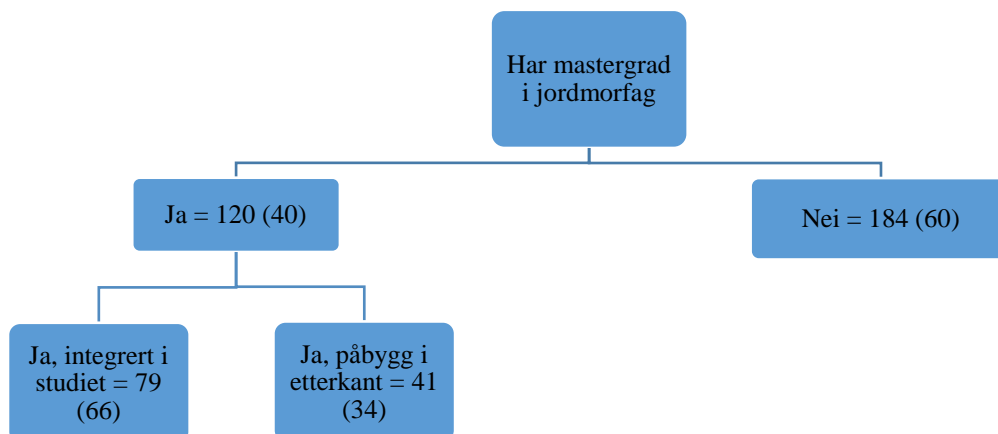 Har mastergrad
i jordmorfag
Ja = 120 (40)
Nei = 184 (60)
Ja, integrert i
studiet = 79
(66)
Ja, påbygg i
etterkant = 41
(34)